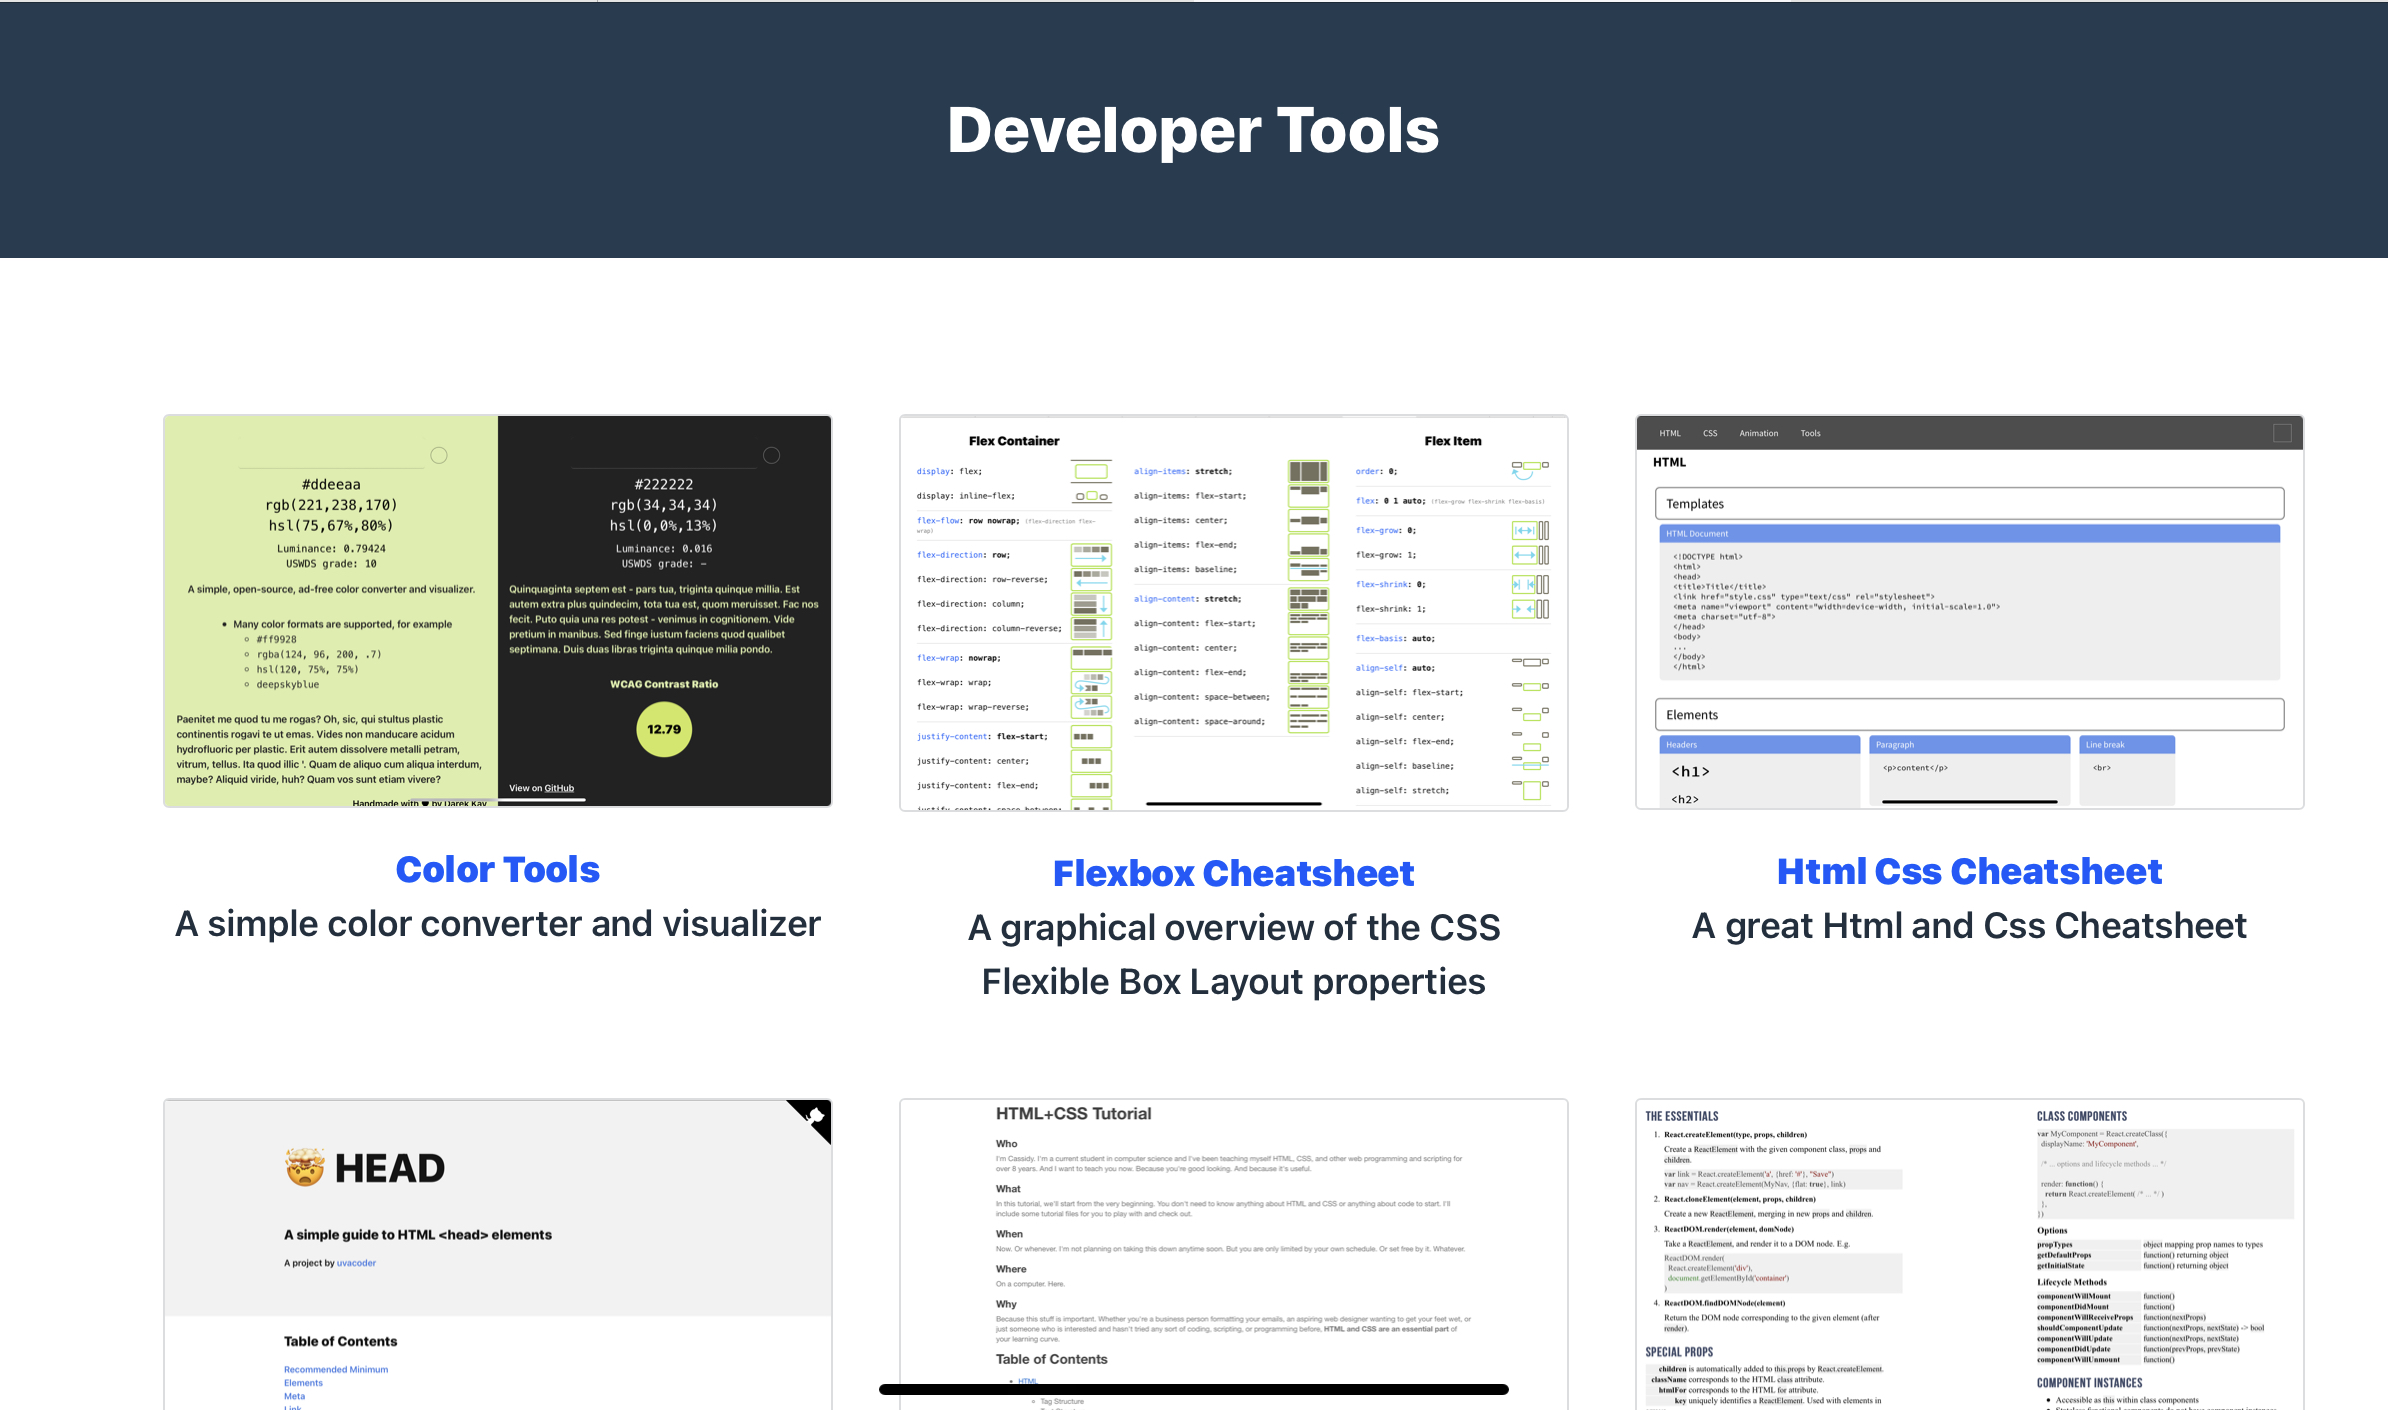 Developer Tools
#ddeeaa
rgb(221,238,170)
hsl(75,67%,80%)
Luminance: 0.79424
USWDS grade: 10
A simple, open-source, ad-free color converter and visualizer.
Many color formats are supported, for example
#ff9928
rgba(124, 96, 200, .7)
hsl(120, 75%, 75%)
deepskyblue
Paenitet me quod tu me rogas? Oh, sic, qui stultus plastic
continentis rogavi te ut emas. Vides non manducare acidum
hydrofluoric per plastic. Erit autem dissolvere metalli petram,
vitrum, tellus. Ita quod illic '. Quam de aliquo cum aliqua interdum,
maybe? Aliquid viride, huh? Quam vos sunt etiam vivere?
Handmade with 🖤 by Darek Kay
#222222
rgb(34,34,34)
hsl(0,0%,13%)
Luminance: 0.016
USWDS grade: –
Quinquaginta septem est - pars tua, triginta quinque millia. Est
autem extra plus quindecim, tota tua est, quom meruisset. Fac nos
fecit. Puto quia una res potest - venimus in cognitionem. Vide
pretium in manibus. Sed finge iustum faciens quod qualibet
septimana. Duis duas libras triginta quinque milia pondo.
WCAG Contrast Ratio
12.79
View on GitHub
Color Tools
A simple color converter and visualizer
Flex Container
display: flex;
display: inline-flex;
flex-flow: row nowrap; (flex-direction flex-
wrap)
flex-direction: row;
flex-direction: row-reverse;
flex-direction: column;
flex-direction: column-reverse;
flex-wrap: nowrap;
flex-wrap: wrap;
flex-wrap: wrap-reverse;
justify-content: flex-start;
justify-content: center;
justify-content: flex-end;
justify-content: space-between;
align-items: stretch;
align-items: flex-start;
align-items: center;
align-items: flex-end;
align-items: baseline;
align-content: stretch;
align-content: flex-start;
align-content: center;
align-content: flex-end;
align-content: space-between;
align-content: space-around;
Flex Item
order: 0;
flex: 0 1 auto; (flex-grow flex-shrink flex-basis)
flex-grow: 0;
flex-grow: 1;
flex-shrink: 0;
flex-shrink: 1;
flex-basis: auto;
align-self: auto;
align-self: flex-start;
align-self: center;
align-self: flex-end;
align-self: baseline;
align-self: stretch;
Flexbox Cheatsheet
A graphical overview of the CSS
Flexible Box Layout properties
HTML CSS Animation Tools
HTML
Templates
HTML Document
<!DOCTYPE html>
<html>
<head>
<title>Title</title>
<link href="style.css" type="text/css" rel="stylesheet">
<meta name="viewport" content="width=device-width, initial-scale=1.0">
<meta charset="utf-8">
</head>
<body>
...
</body>
</html>
Elements
Headers
<h1>
<h2>
Paragraph
<p>content</p>
Line break
<br>
Html Css Cheatsheet
A great Html and Css Cheatsheet
🤯 HEAD
A simple guide to HTML <head> elements
A project by uvacoder
Table of Contents
Recommended Minimum
Elements
Meta
Link
HTML+CSS Tutorial
Who
I'm Cassidy. I'm a current student in computer science and I've been teaching myself HTML, CSS, and other web programming and scripting for
over 8 years. And I want to teach you now. Because you're good looking. And because it's useful.
What
In this tutorial, we'll start from the very beginning. You don't need to know anything about HTML and CSS or anything about code to start. I'll
include some tutorial files for you to play with and check out.
When
Now. Or whenever. I'm not planning on taking this down anytime soon. But you are only limited by your own schedule. Or set free by it. Whatever.
Where
On a computer. Here.
Why
Because this stuff is important. Whether you're a business person formatting your emails, an aspiring web designer wanting to get your feet wet, or
just someone who is interested and hasn't tried any sort of coding, scripting, or programming before, HTML and CSS are an essential part of
your learning curve.
Table of Contents
HTML
Tag Structure
THE ESSENTIALS
1. React.createElement(type, props, children)
Create a ReactElement with the given component class, props and
children.
var link = React.createElement('a', {href: '#'}, "Save")
var nav = React.createElement(MyNav, {flat: true}, link)
2. React.cloneElement(element, props, children)
Create a new ReactElement, merging in new props and children.
3. ReactDOM.render(element, domNode)
Take a ReactElement, and render it to a DOM node. E.g.
ReactDOM.render(
React.createElement('div'),
document.getElementById('container')
)
4. ReactDOM.findDOMNode(element)
Return the DOM node corresponding to the given element (after
render).
SPECIAL PROPS
children is automatically added to this.props by React.createElement.
className corresponds to the HTML class attribute.
htmlFor corresponds to the HTML for attribute.
key uniquely identifies a ReactElement. Used with elements in
CLASS COMPONENTS
var MyComponent = React.createClass({
displayName: 'MyComponent',
/* ... options and lifecycle methods ... */
render: function() {
return React.createElement( /* ... */ )
},
})
Options
propTypes object mapping prop names to types
getDefaultProps function() returning object
getInitialState function() returning object
Lifecycle Methods
componentWillMount function()
componentDidMount function()
componentWillReceiveProps function(nextProps)
shouldComponentUpdate function(nextProps, nextState) -> bool
componentWillUpdate function(nextProps, nextState)
componentDidUpdate function(prevProps, prevState)
componentWillUnmount function()
COMPONENT INSTANCES
Accessible as this within class components